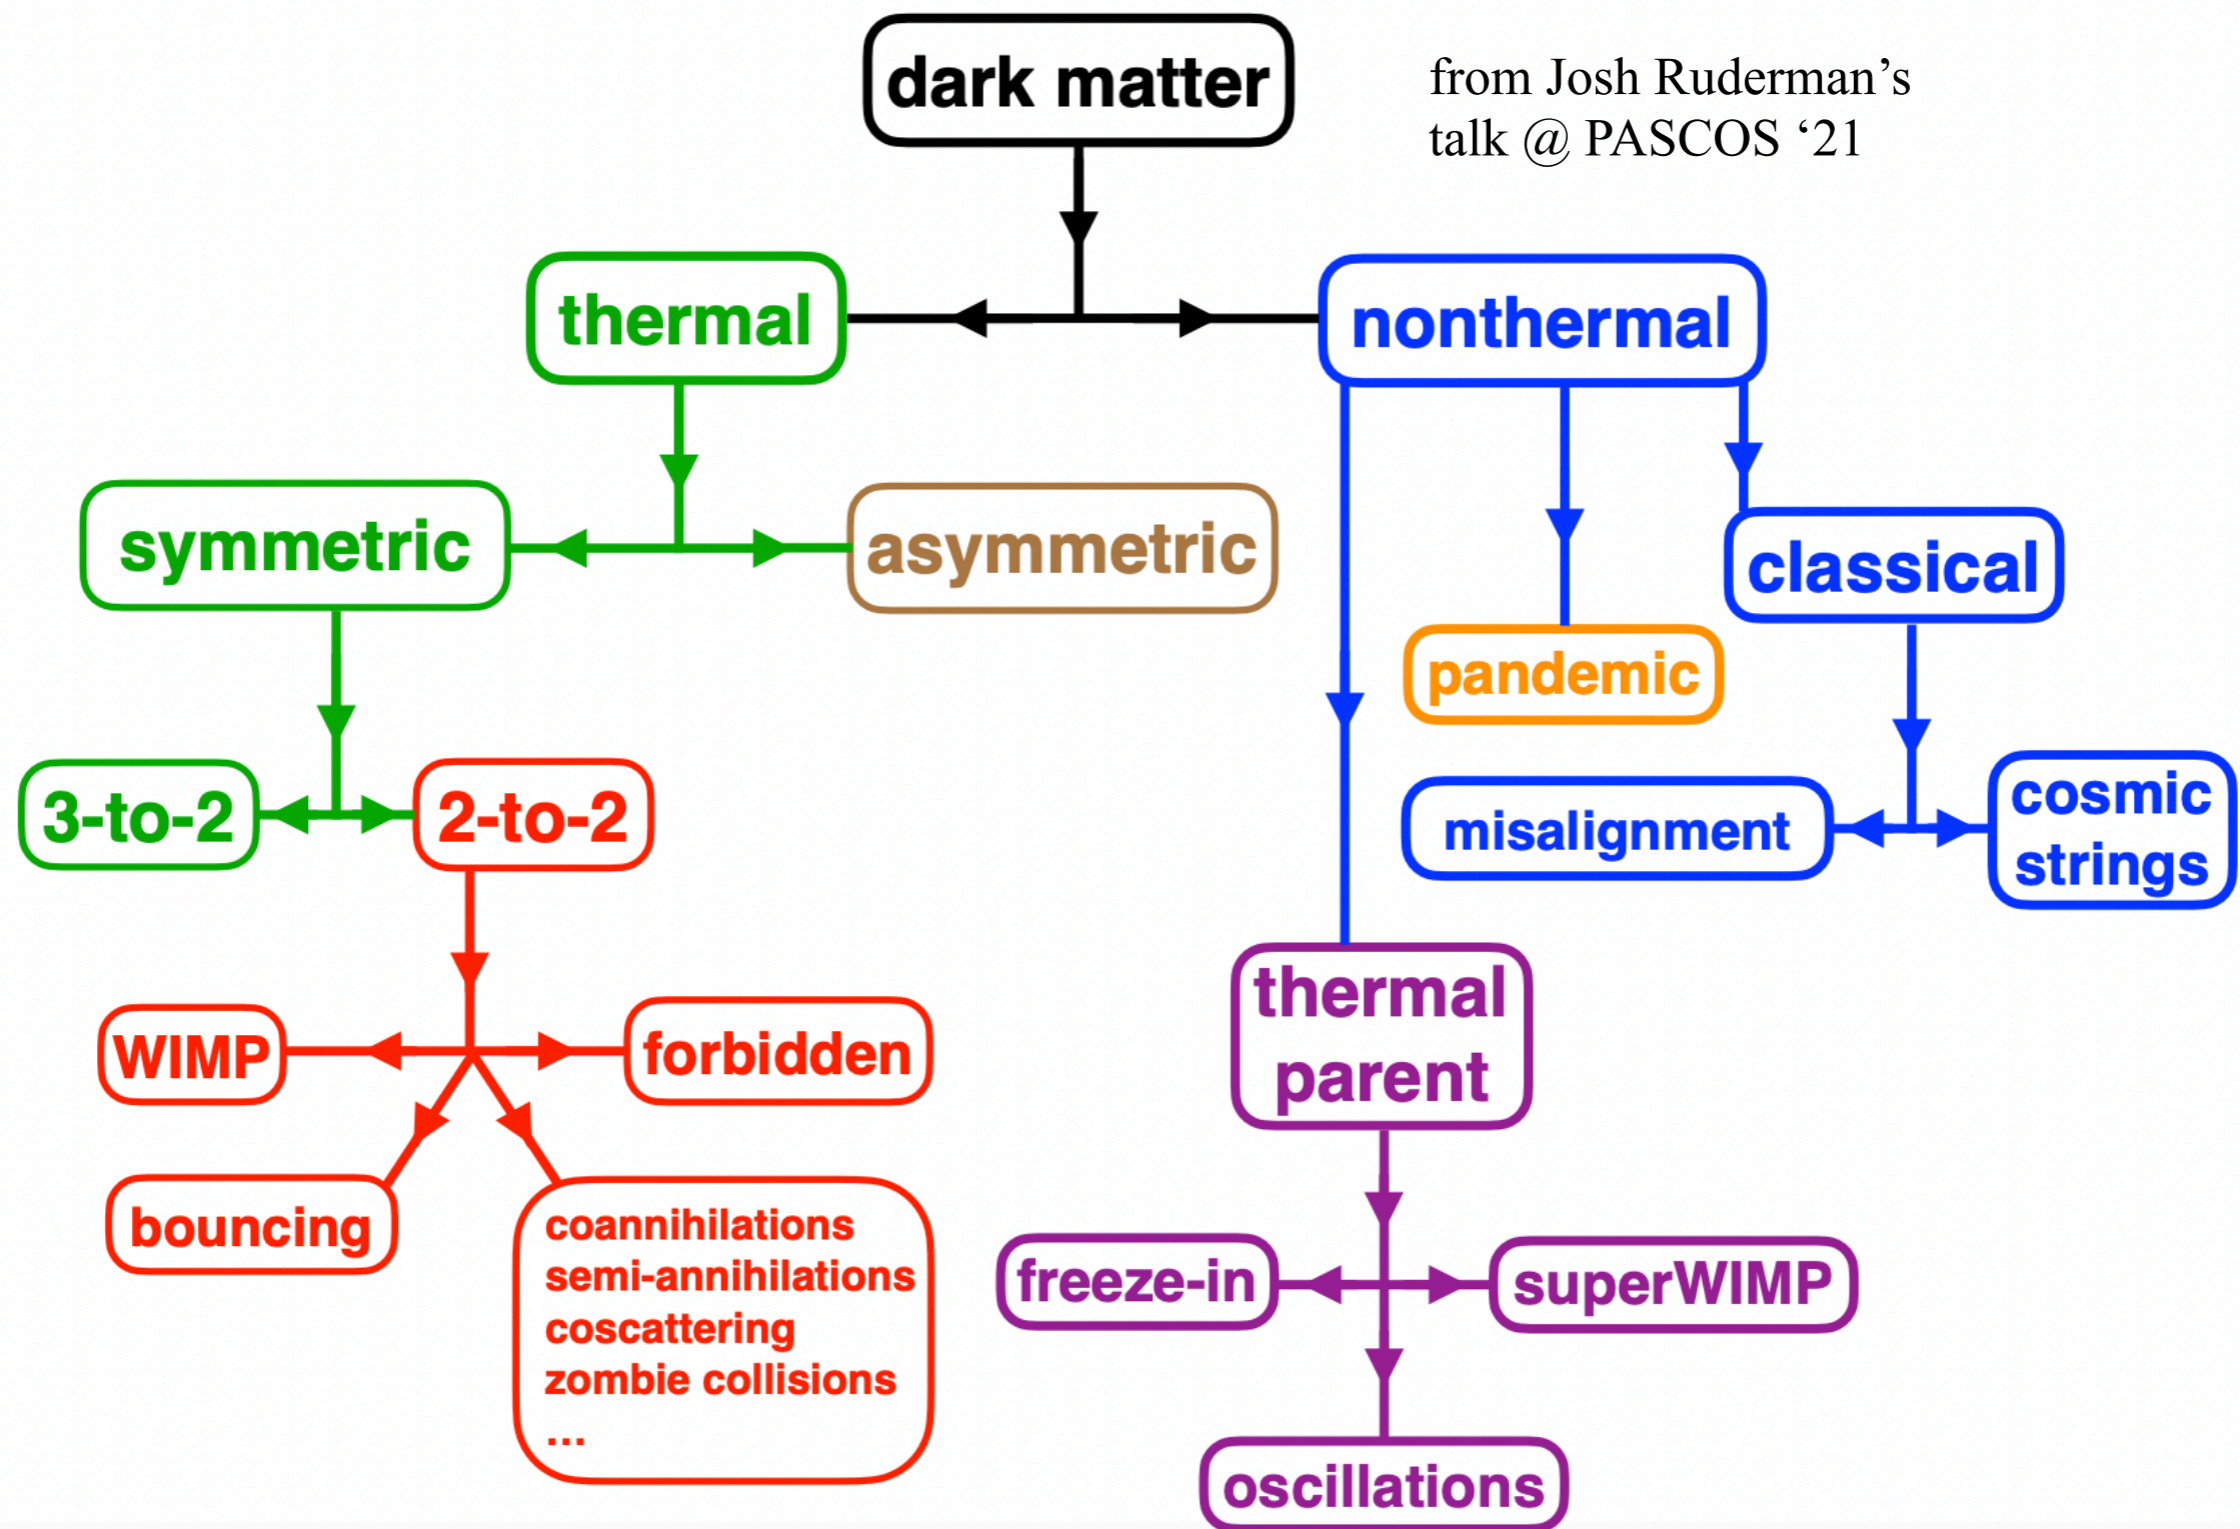 dark matter
from Josh Ruderman’s
talk @ PASCOS ‘21
thermal
nonthermal
symmetric
asymmetric
classical
pandemic
3-to-2
2-to-2
misalignment
cosmic
strings
thermal
parent
WIMP
forbidden
bouncing
coannihilations
semi-annihilations
coscattering
zombie collisions
...
freeze-in
superWIMP
oscillations